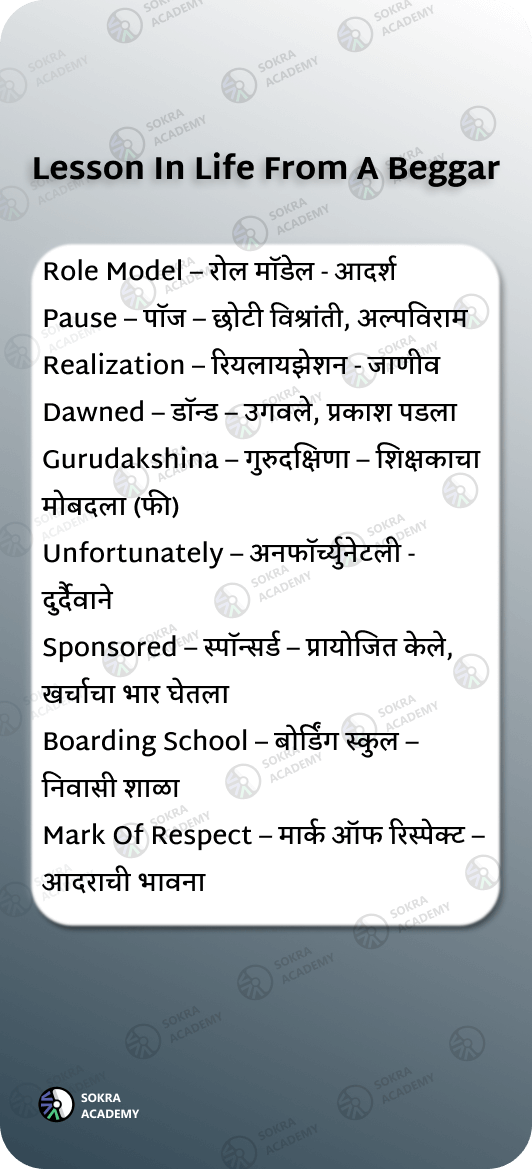 Lesson In Life From A Beggar
Role Model – रोल मॉडेल - आदर्श
Pause – पॉज – छोटी विश्रांती, अल्पविराम
Realization – रियलायझेशन - जाणीव
Dawned – डॉन्ड – उगवले, प्रकाश पडला
Gurudakshina – गुरुदक्षिणा – शिक्षकाचा
मोबदला (फी)
Unfortunately – अनफॉर्च्युनेटली -
दुर्दैवाने
Sponsored – स्पॉन्सर्ड – प्रायोजित केले,
खर्चाचा भार घेतला
Boarding School – बोर्डिंग स्कुल –
निवासी शाळा
Mark Of Respect – मार्क ऑफ रिस्पेक्ट –
आदराची भावना
SOKRA
ACADEMY